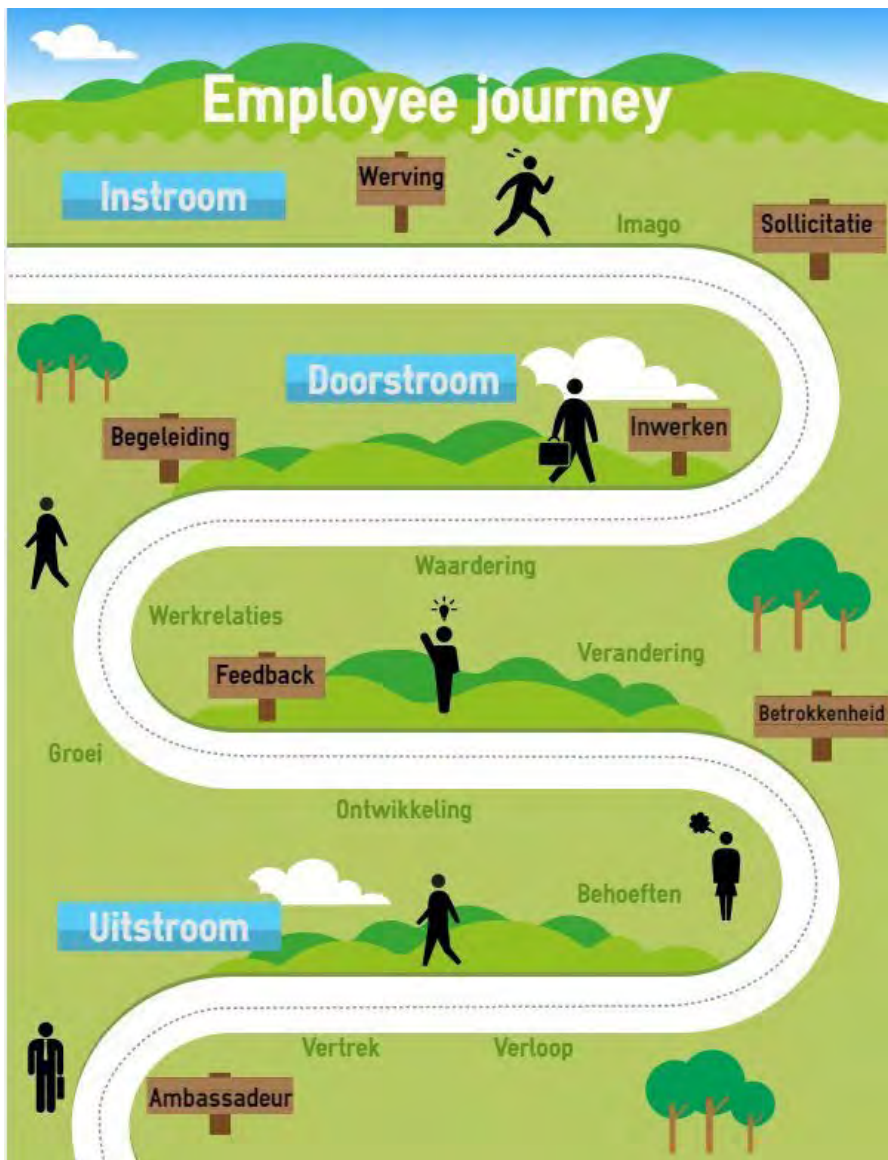 Employee journey
Werving
Instroom
Imago
Sollicitatie
Doorstroom
Inwerken
Begeleiding
Waardering
Werkrelaties
Verandering
Feedback
Betrokkenheid
Groei
Ontwikkeling
Behoeften
Uitstroom
Vertrek
Verloop
Ambassadeur